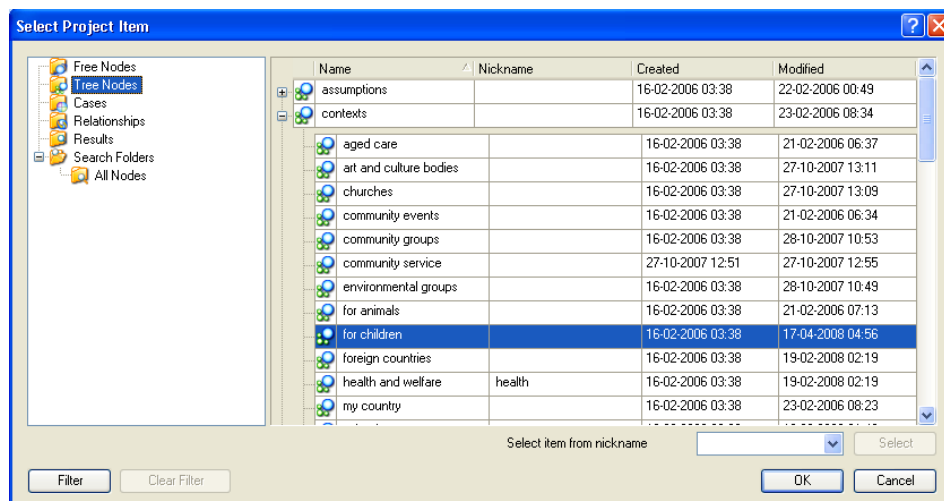 Select Project Item
Free Nodes
Tree Nodes
Cases
Relationships
Results
Search Folders
All Nodes
Name Nickname Created Modified
assumptions 16-02-2006 03:38 22-02-2006 00:49
contexts 16-02-2006 03:38 23-02-2006 08:34
aged care 16-02-2006 03:38 21-02-2006 06:37
art and culture bodies 16-02-2006 03:38 27-10-2007 13:11
churches 16-02-2006 03:38 27-10-2007 13:09
community events 16-02-2006 03:38 21-02-2006 06:34
community groups 16-02-2006 03:38 28-10-2007 10:53
community service 27-10-2007 12:51 27-10-2007 12:55
environmental groups 16-02-2006 03:38 28-10-2007 10:49
for animals 16-02-2006 03:38 21-02-2006 07:13
for children 16-02-2006 03:38 17-04-2008 04:56
foreign countries 16-02-2006 03:38 19-02-2008 02:19
health and welfare health 16-02-2006 03:38 19-02-2008 02:19
my country 16-02-2006 03:38 23-02-2006 08:23
Select item from nickname Select
Filter Clear Filter OK Cancel